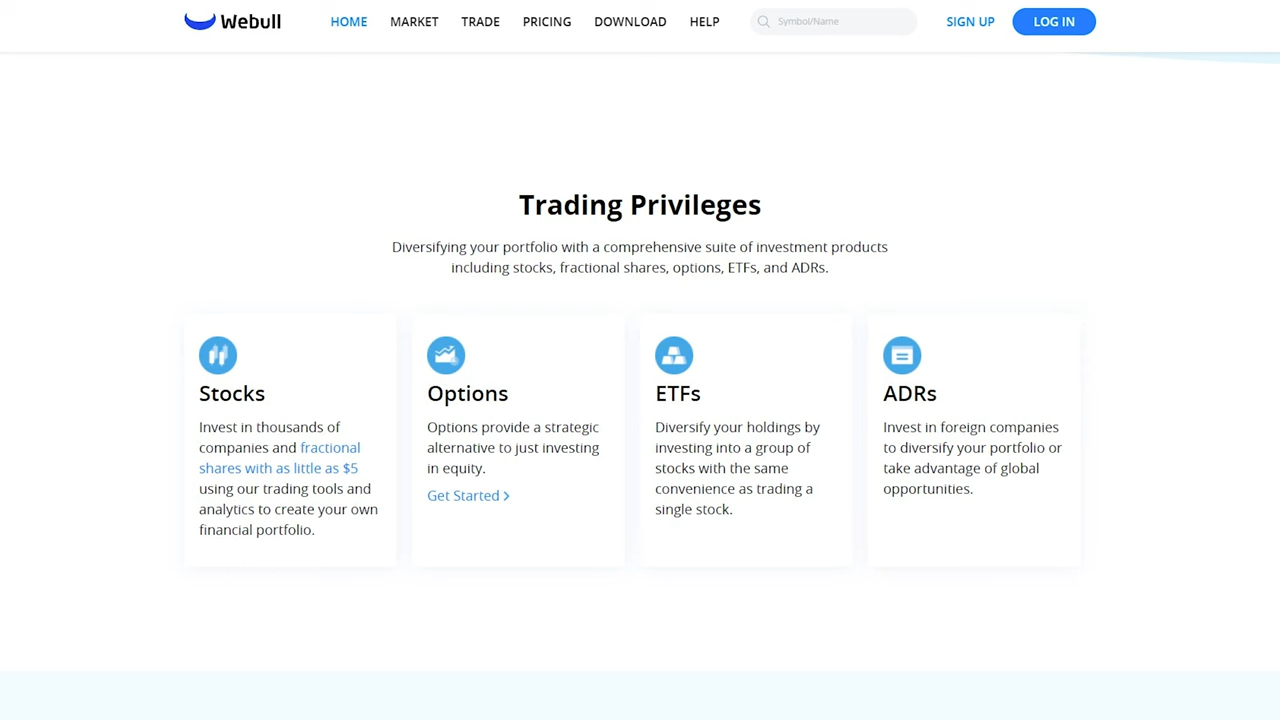 Webull
HOME MARKET TRADE PRICING DOWNLOAD HELP Symbol/Name SIGN UP LOG IN
Trading Privileges
Diversifying your portfolio with a comprehensive suite of investment products
including stocks, fractional shares, options, ETFs, and ADRs.
Stocks
Invest in thousands of
companies and fractional
shares with as little as $5
using our trading tools and
analytics to create your own
financial portfolio.
Options
Options provide a strategic
alternative to just investing
in equity.
Get Started
ETFs
Diversify your holdings by
investing into a group of
stocks with the same
convenience as trading a
single stock.
ADRs
Invest in foreign companies
to diversify your portfolio or
take advantage of global
opportunities.